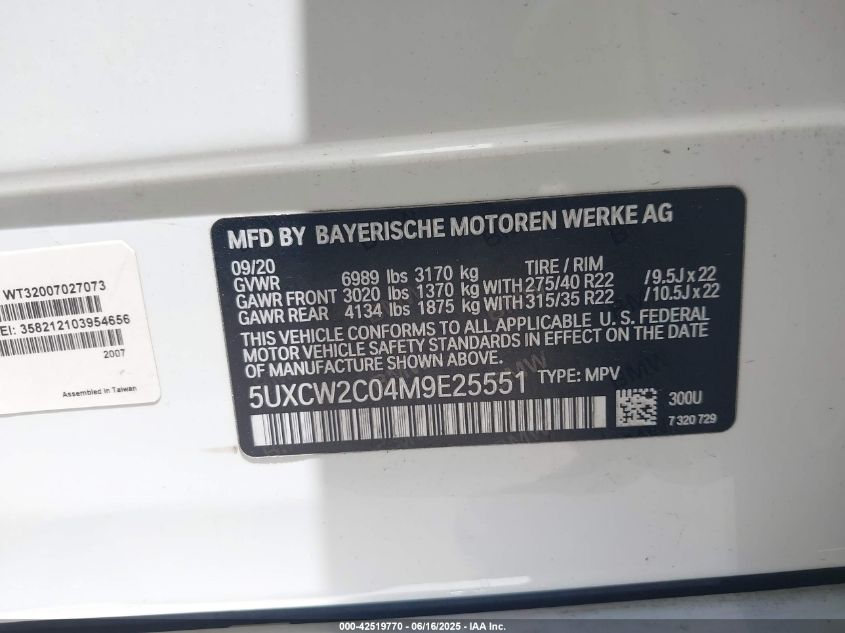 WT32007027073
EI: 358212103954656
2007
Assembled in Taiwan
MFD BY BAYERISCHE MOTOREN WERKE AG
09/20
GVWR 6989 lbs 3170 kg TIRE / RIM
GAWR FRONT 3020 lbs 1370 kg WITH 275/40 R22 /9.5J x 22
GAWR REAR 4134 lbs 1875 kg WITH 315/35 R22 /10.5J x 22
THIS VEHICLE CONFORMS TO ALL APPLICABLE U. S. FEDERAL
MOTOR VEHICLE SAFETY STANDARDS IN EFFECT ON THE DATE
OF MANUFACTURE SHOWN ABOVE.
5UXCW2C04M9E25551 TYPE: MPV
300U
7 320 729
000-42519770 - 06/16/2025 - IAA Inc.